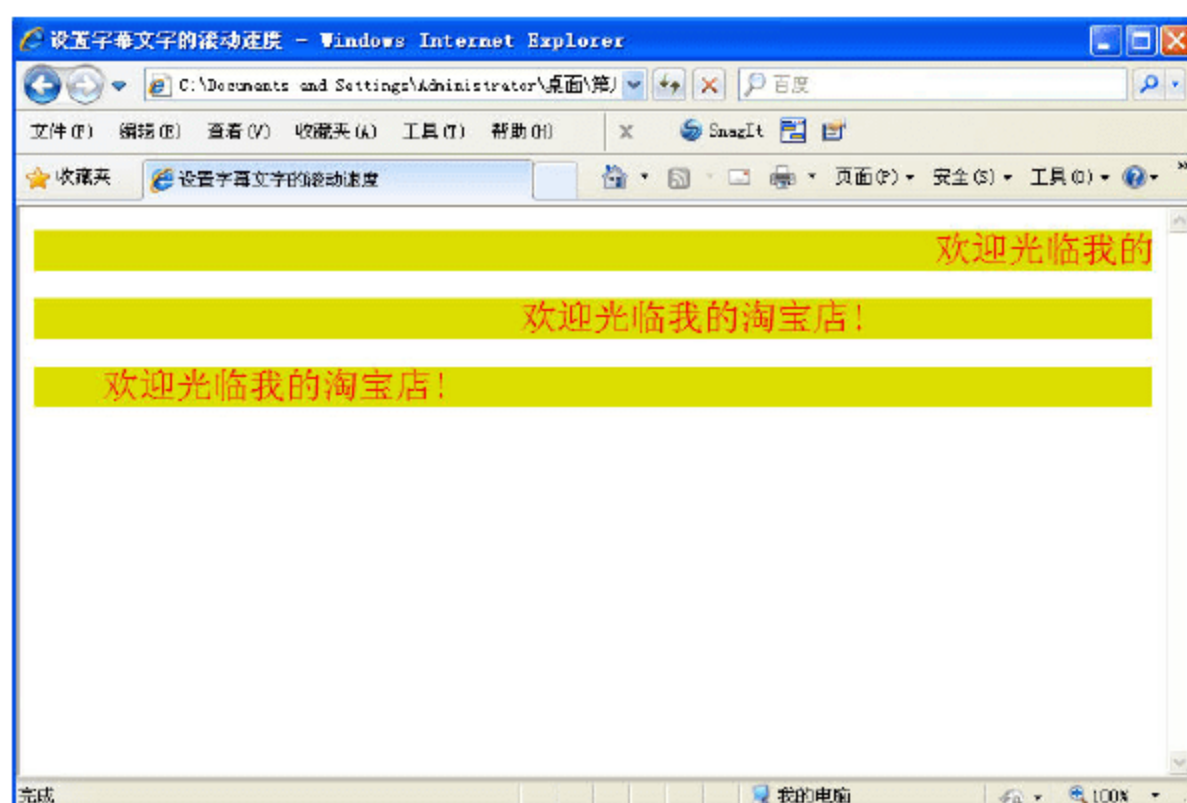 设置字幕文字的滚动速度 - Windows Internet Explorer
C:\Documents and Settings\Administrator\桌面\第
百度
文件(F) 编辑(E) 查看(V) 收藏夹(A) 工具(T) 帮助(H) x SnagIt
收藏夹 设置字幕文字的滚动速度 页面(P) 安全(S) 工具(O) »
欢迎光临我的
欢迎光临我的淘宝店!
欢迎光临我的淘宝店!
完成 我的电脑 100%